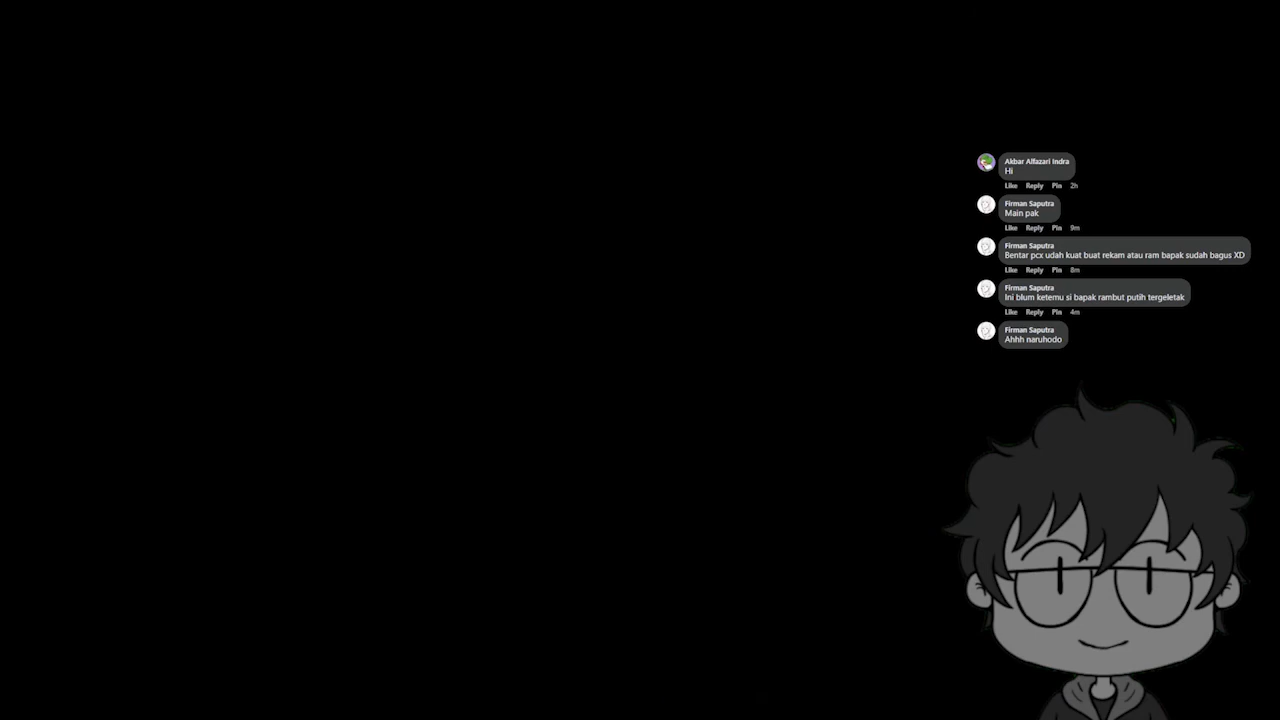 Akbar Alfazari Indra
Hi
Like Reply Pin 2h
Firman Saputra
Main pak
Like Reply Pin 9m
Firman Saputra
Bentar pcx udah kuat buat rekam atau ram bapak sudah bagus XD
Like Reply Pin 8m
Firman Saputra
Ini blum ketemu si bapak rambut putih tergeletak
Like Reply Pin 4m
Firman Saputra
Ahhh naruhodo